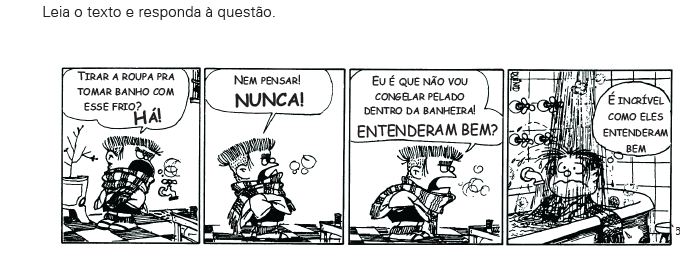 Leia o texto e responda à questão.
TIRAR A ROUPA PRA
TOMAR BANHO COM
ESSE FRIO?
HÁ!
NEM PENSAR!
NUNCA!
EU É QUE NÃO VOU
CONGELAR PELADO
DENTRO DA BANHEIRA!
ENTENDERAM BEM?
É INCRÍVEL
COMO ELES
ENTENDERAM
BEM